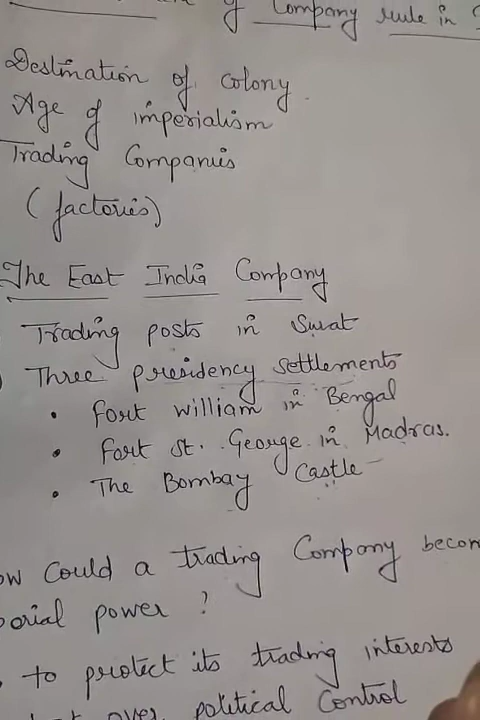 of Company rule in
Destination of colony.
Age of imperialism
Trading Companies
(factories)
The East India Company
Trading posts in Surat
Three presidency settlements
• Fort william in Bengal
• Fort St. George in Madras.
• The Bombay Castle
Could a trading Company
power ?
to protect its trading interests
over political Control